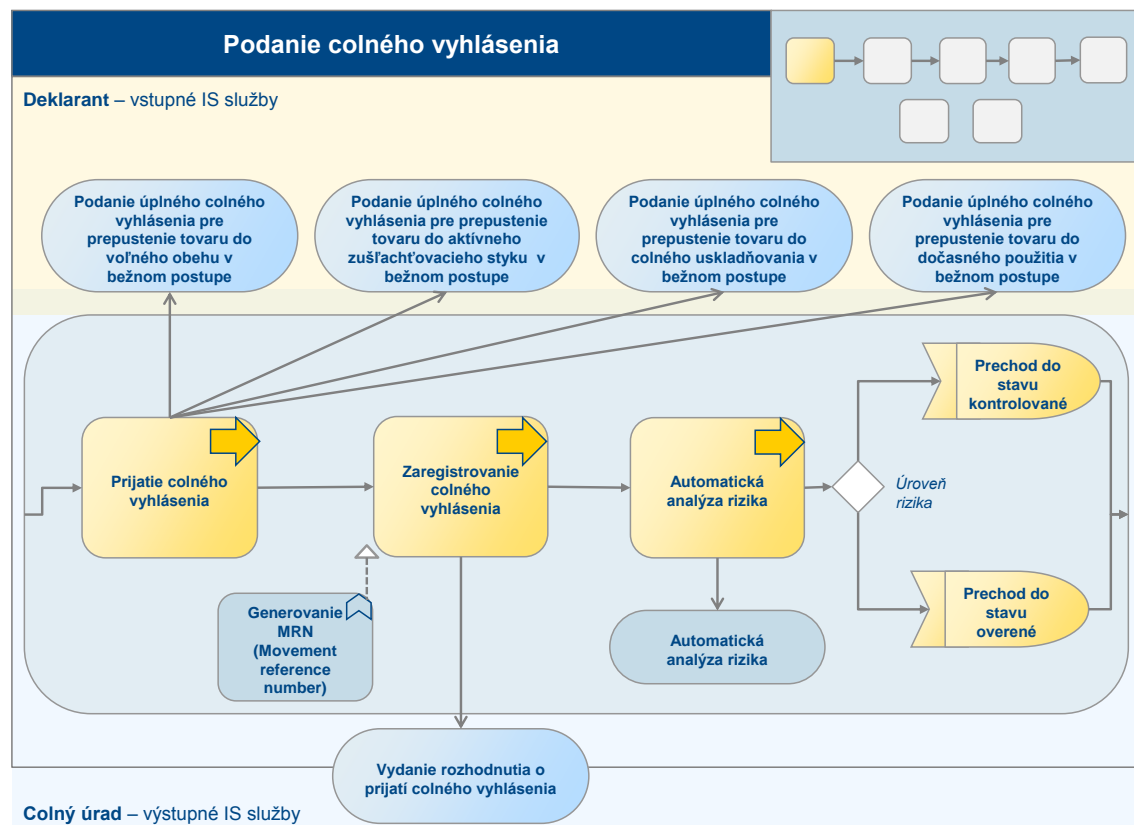 Podanie colného vyhlásenia
Deklarant – vstupné IS služby
Podanie úplného colného
vyhlásenia pre
prepustenie tovaru do
voľného obehu v
bežnom postupe
Podanie úplného colného
vyhlásenia pre prepustenie
tovaru do aktívneho
zušľachťovacieho styku v
bežnom postupe
Podanie úplného colného
vyhlásenia pre
prepustenie tovaru do
colného uskladňovania v
bežnom postupe
Podanie úplného colného
vyhlásenia pre
prepustenie tovaru do
dočasného použitia v
bežnom postupe
Prijatie colného
vyhlásenia
Zaregistrovanie
colného
vyhlásenia
Automatická
analýza rizika
Úroveň
rizika
Prechod do
stavu
kontrolované
Prechod do
stavu
overené
Generovanie
MRN
(Movement
reference
number)
Automatická
analýza rizika
Vydanie rozhodnutia o
prijatí colného vyhlásenia
Colný úrad – výstupné IS služby